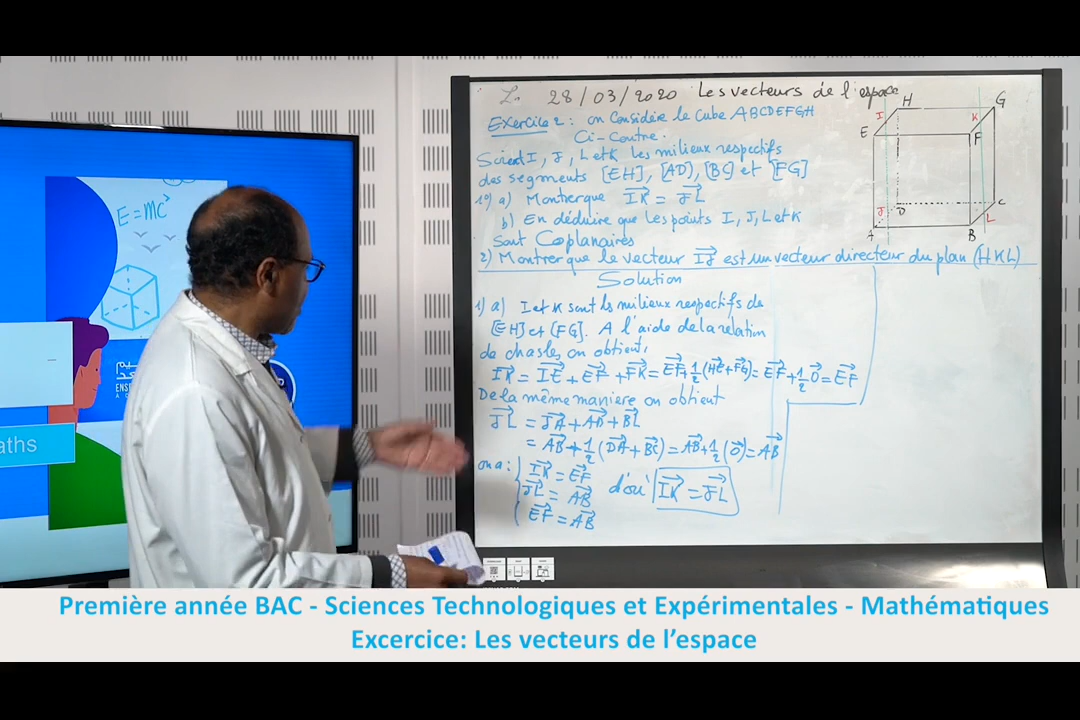 28/03/2020 Les vecteurs de l'espace
Exercice 2 : on Considère le Cube ABCDEFGH
Ci-Contre.
Soient I, J, L et K les milieux respectifs
des segments [EH], [AD], [BC] et [FG]
1°) a) Montrer que IK⃗ = JL⃗
b) En déduire que les points I, J, L et K
Sont Coplanaires
2) Montrer que le vecteur IJ⃗ est un vecteur directeur du plan (HKL)
Solution
1) a) I et K sont les milieux respectifs de
[EH] et [FG]. A l'aide de la relation
de chasles, on obtient,
IK⃗ = IE⃗ + EF⃗ + FK⃗ = EF⃗ + 1/2 (HE⃗ + FG⃗) = EF⃗ + 1/2 0⃗ = EF⃗
De la même maniere on obtient
JL⃗ = JA⃗ + AB⃗ + BL⃗
= AB⃗ + 1/2 (DA⃗ + BC⃗) = AB⃗ + 1/2 (0⃗) = AB⃗
on a : { IK⃗ = EF⃗
JL⃗ = AB⃗ d'où IK⃗ = JL⃗
EF⃗ = AB⃗
H G
I K
E F
J D C
L
A B
E=mc²
aths
Première année BAC - Sciences Technologiques et Expérimentales - Mathématiques
Excercice: Les vecteurs de l'espace